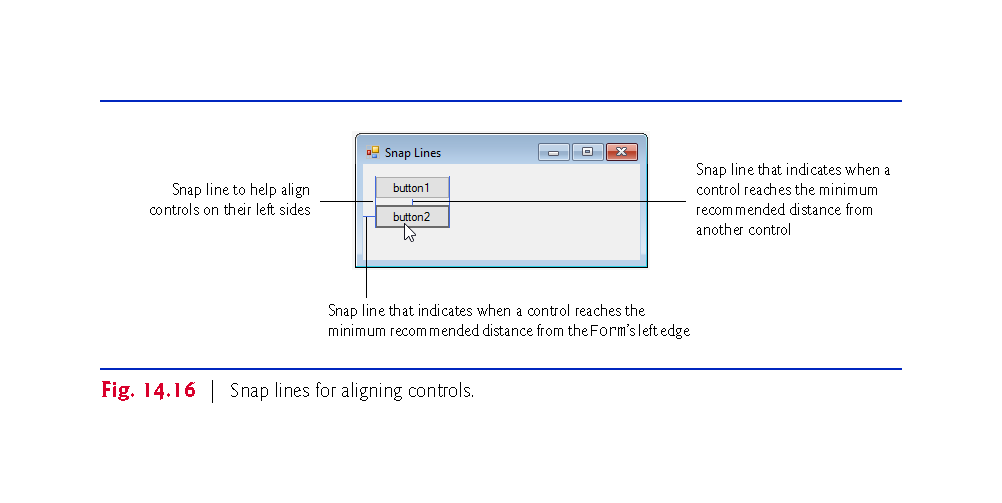 Snap Lines
button1
button2
Snap line to help align
controls on their left sides
Snap line that indicates when a
control reaches the minimum
recommended distance from
another control
Snap line that indicates when a control reaches the
minimum recommended distance from the Form's left edge
Fig. 14.16 | Snap lines for aligning controls.